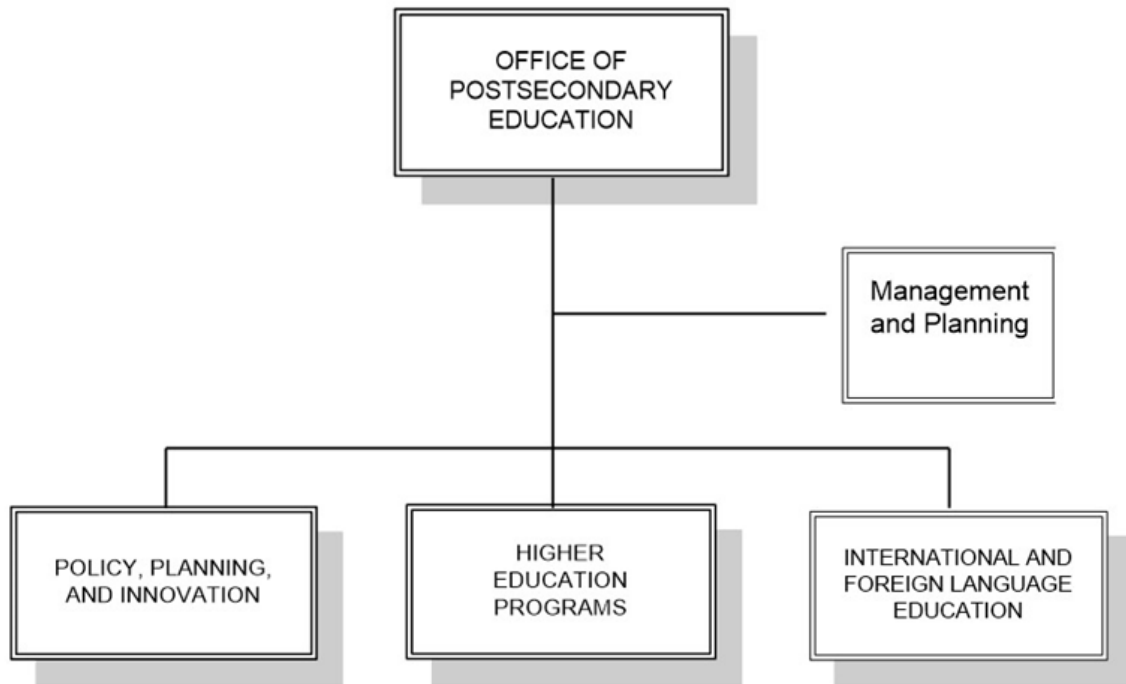 OFFICE OF
POSTSECONDARY
EDUCATION
Management
and Planning
POLICY, PLANNING,
AND INNOVATION
HIGHER
EDUCATION
PROGRAMS
INTERNATIONAL AND
FOREIGN LANGUAGE
EDUCATION